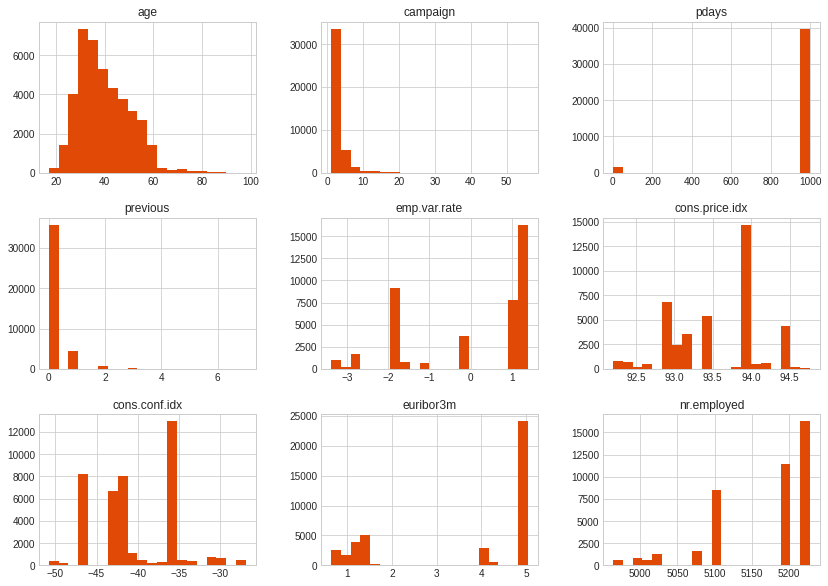 age
6000
4000
2000
0
20 40 60 80 100
campaign
30000
20000
10000
0
0 10 20 30 40 50
pdays
40000
30000
20000
10000
0
0 200 400 600 800 1000
previous
30000
20000
10000
0
0 2 4 6
emp.var.rate
15000
12500
10000
7500
5000
2500
0
−3 −2 −1 0 1
cons.price.idx
15000
12500
10000
7500
5000
2500
0
92.5 93.0 93.5 94.0 94.5
cons.conf.idx
12000
10000
8000
6000
4000
2000
0
−50 −45 −40 −35 −30
euribor3m
25000
20000
15000
10000
5000
0
1 2 3 4 5
nr.employed
15000
12500
10000
7500
5000
2500
0
5000 5050 5100 5150 5200